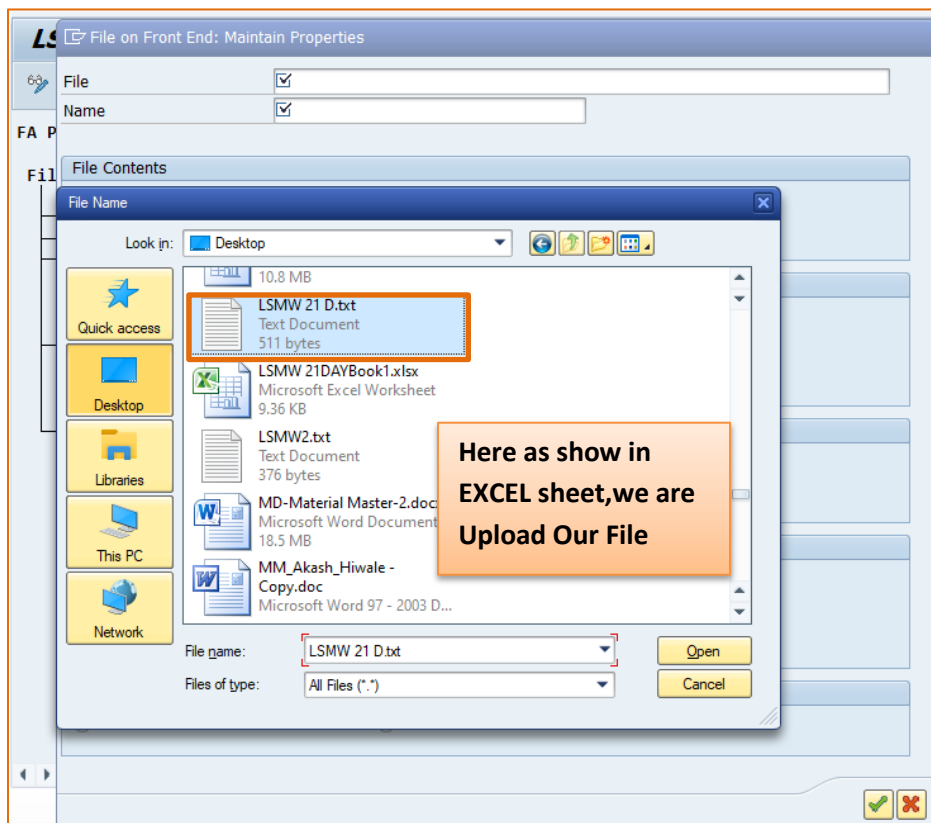 LS
File on Front End: Maintain Properties
File
Name
FA P
Fil
File Contents
File Name
Look in:
Desktop
10.8 MB
LSMW 21 D.txt
Text Document
511 bytes
LSMW 21DAYBook1.xlsx
Microsoft Excel Worksheet
9.36 KB
LSMW2.txt
Text Document
376 bytes
MD-Material Master-2.docx
Microsoft Word Document
18.5 MB
MM_Akash_Hiwale -
Copy.doc
Microsoft Word 97 - 2003 D...
Quick access
Desktop
Libraries
This PC
Network
Here as show in
EXCEL sheet,we are
Upload Our File
File name:
LSMW 21 D.txt
Open
Files of type:
All Files (*.*)
Cancel